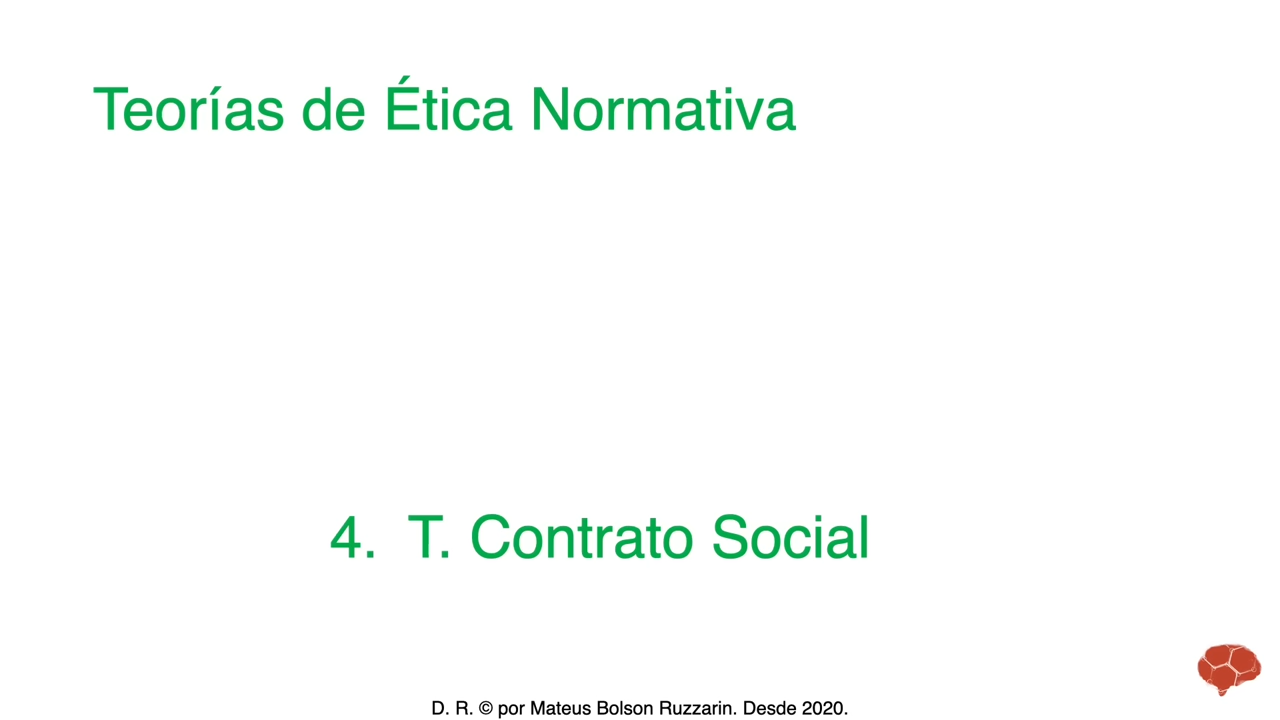 Teorías de Ética Normativa
4. T. Contrato Social
D. R. © por Mateus Bolson Ruzzarin. Desde 2020.